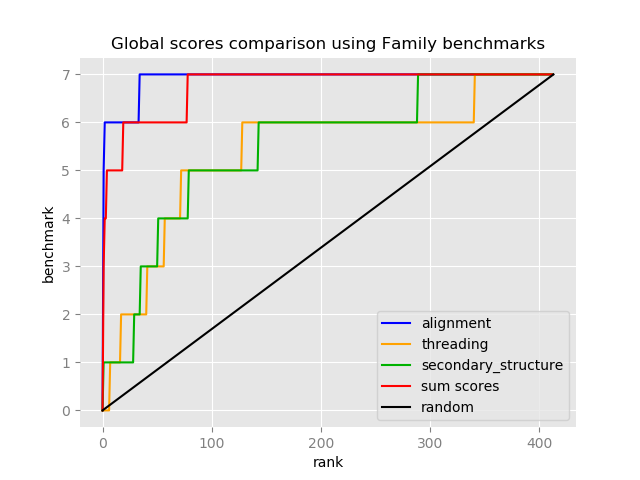 Global scores comparison using Family benchmarks
7
6
5
4
3
2
1
0
benchmark
0 100 200 300 400
rank
alignment
threading
secondary_structure
sum scores
random